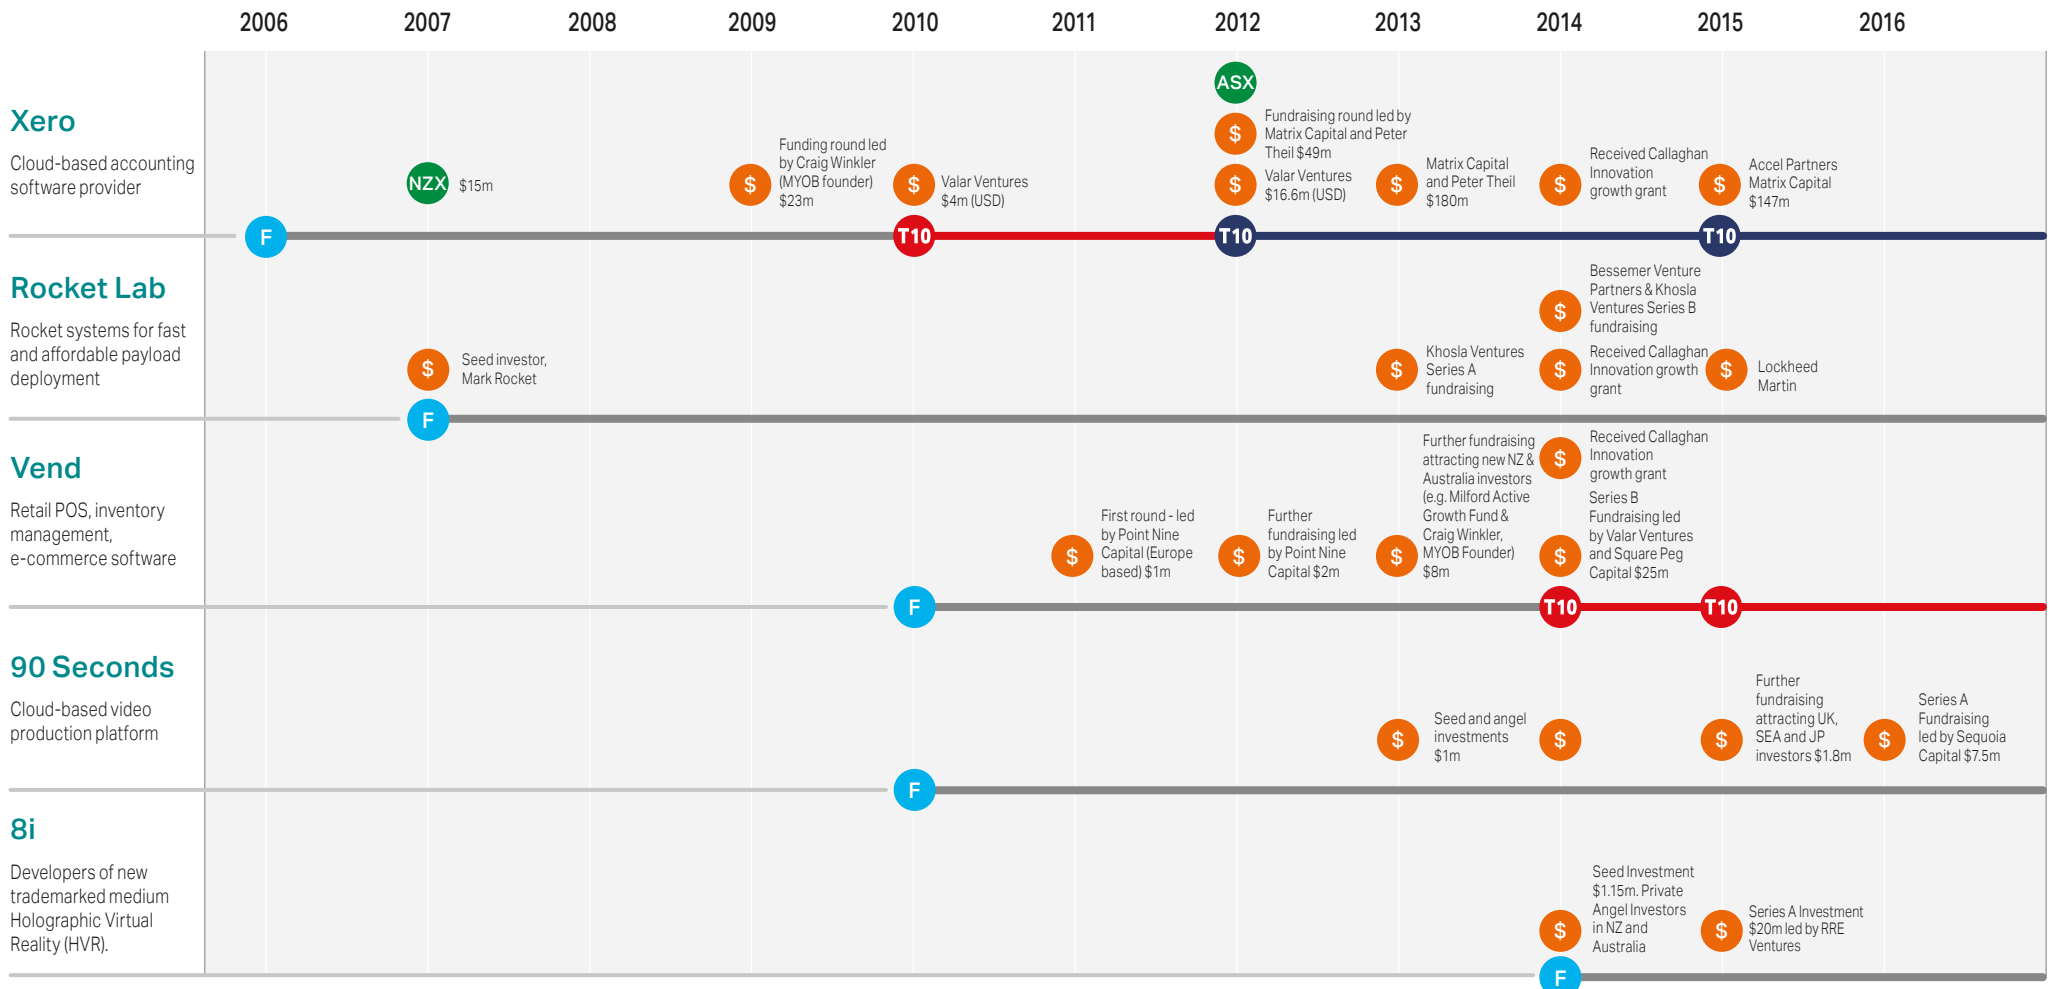 2006 2007 2008 2009 2010 2011 2012 2013 2014 2015 2016
Xero
Cloud-based accounting
software provider
F
NZX
$15m
$
Funding round led
by Craig Winkler
(MYOB founder)
$23m
$
Valar Ventures
$4m (USD)
T10
ASX
$
Fundraising round led by
Matrix Capital and Peter
Theil $49m
$
Valar Ventures
$16.6m (USD)
T10
$
Matrix Capital
and Peter Theil
$180m
$
Received Callaghan
Innovation
growth grant
$
Accel Partners
Matrix Capital
$147m
T10
Rocket Lab
Rocket systems for fast
and affordable payload
deployment
$
Seed investor,
Mark Rocket
F
$
Khosla Ventures
Series A
fundraising
$
Bessemer Venture
Partners & Khosla
Ventures Series B
fundraising
$
Received Callaghan
Innovation growth
grant
$
Lockheed
Martin
Vend
Retail POS, inventory
management,
e-commerce software
F
$
First round - led
by Point Nine
Capital (Europe
based) $1m
$
Further
fundraising led
by Point Nine
Capital $2m
$
Further fundraising
attracting new NZ &
Australia investors
(e.g. Milford Active
Growth Fund &
Craig Winkler,
MYOB Founder)
$8m
$
Received Callaghan
Innovation
growth grant
$
Series B
Fundraising led
by Valar Ventures
and Square Peg
Capital $25m
T10
T10
90 Seconds
Cloud-based video
production platform
F
$
Seed and angel
investments
$1m
$
$
Further
fundraising
attracting UK,
SEA and JP
investors $1.8m
$
Series A
Fundraising
led by Sequoia
Capital $7.5m
8i
Developers of new
trademarked medium
Holographic Virtual
Reality (HVR).
$
Seed Investment
$1.15m. Private
Angel Investors
in NZ and
Australia
F
$
Series A Investment
$20m led by RRE
Ventures